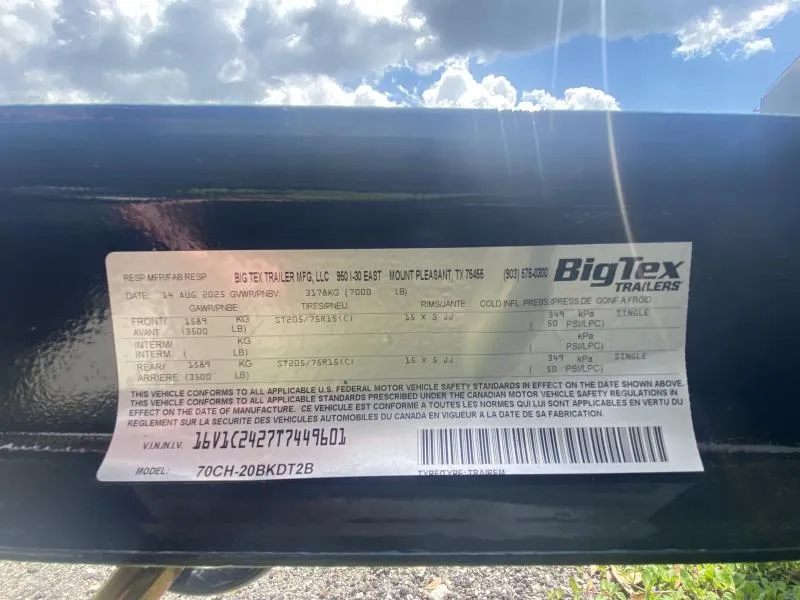 RESP MFR/FAB RESP BIG TEX TRAILER MFG, LLC 950 I-30 EAST MOUNT PLEASANT, TX 75455 (903) 576-0300 BigTex TRAILERS
DATE: 14 AUG 2025 GVWR/PNBV: 3178KG (7000 LB)
GAWR/PNBE: TIRES/PNEU. RIMS/JANTE COLD INFL. PRESS/PRESS.DE GONF.A FROID
FRONT/ 1589 KG ST205/75R15(C) 15 X 5 JJ 349 kPa SINGLE
AVANT (3500 LB) ( 50 PSI/LPC)
INTERM/ KG kPa
INTERM. ( LB) ( PSI/LPC)
REAR/ 1589 KG ST205/75R15(C) 15 X 5 JJ 349 kPa SINGLE
ARRIERE (3500 LB) ( 50 PSI/LPC)
THIS VEHICLE CONFORMS TO ALL APPLICABLE U.S. FEDERAL MOTOR VEHICLE SAFETY STANDARDS IN EFFECT ON THE DATE SHOWN ABOVE.
THIS VEHICLE CONFORMS TO ALL APPLICABLE STANDARDS PRESCRIBED UNDER THE CANADIAN MOTOR VEHICLE SAFETY REGULATIONS IN
EFFECT ON THE DATE OF MANUFACTURE. CE VEHICULE EST CONFORME A TOUTES LES NORMES QUI LUI SONT APPLICABLES EN VERTU DU
REGLEMENT SUR LA SECURITE DES VEHICULES AUTOMOBILES DU CANADA EN VIGUEUR A LA DATE DE SA FABRICATION.
V.I.N./N.I.V. 16V1C2427T7449601
MODEL: 70CH-20BKDT2B TYPE/TYPE: TRA/REM